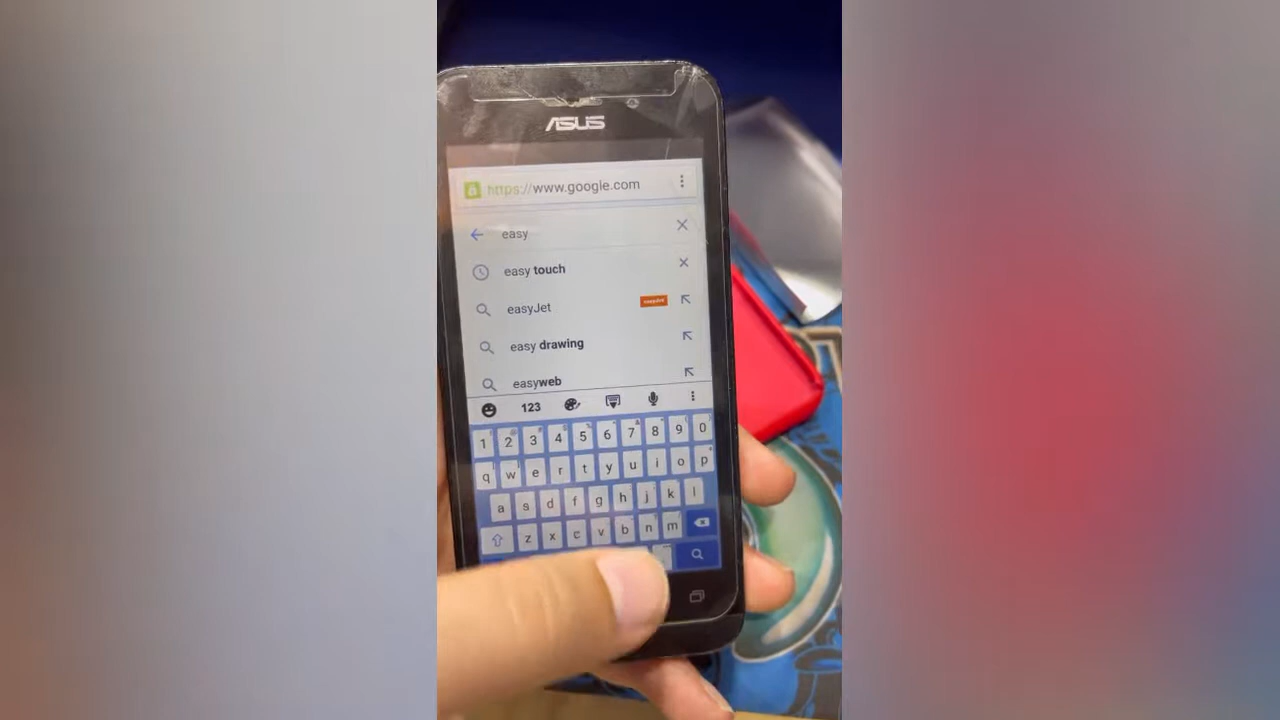 ASUS
https://www.google.com
easy
easy touch
easyJet
easy drawing
easyweb
123
1 2 3 4 5 6 7 8 9 0
q w e r t y u i o p
a s d f g h j k l
z x c v b n m